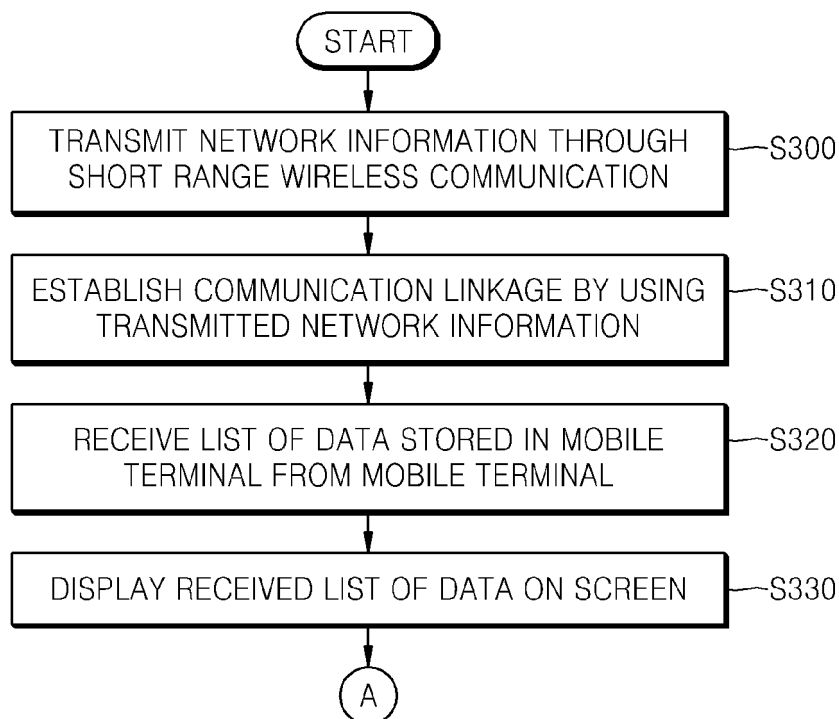 START
TRANSMIT NETWORK INFORMATION THROUGH
SHORT RANGE WIRELESS COMMUNICATION
S300
ESTABLISH COMMUNICATION LINKAGE BY USING
TRANSMITTED NETWORK INFORMATION
S310
RECEIVE LIST OF DATA STORED IN MOBILE
TERMINAL FROM MOBILE TERMINAL
S320
DISPLAY RECEIVED LIST OF DATA ON SCREEN
S330
A